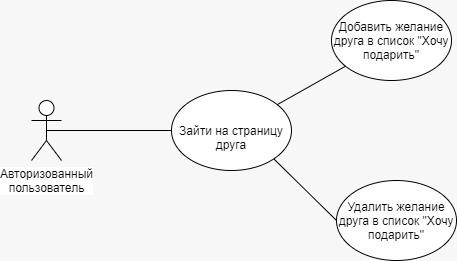 Добавить желание
друга в список "Хочу
подарить"
Зайти на страницу
друга
Авторизованный
пользователь
Удалить желание
друга в список "Хочу
подарить"